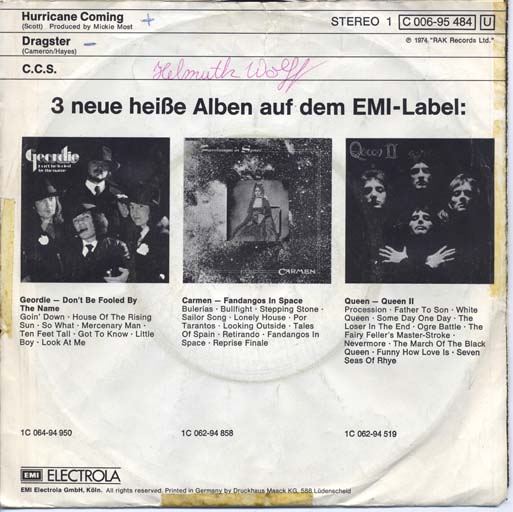 Hurricane Coming +
(Scott) Produced by Mickie Most
STEREO 1 C 006-95 484 U
Dragster –
(Cameron/Hayes)
℗ 1974 "RAK Records Ltd."
C.C.S.
Helmuth Wolff
3 neue heiße Alben auf dem EMI-Label:
Geordie
don't be fooled
by the name
Fandangos in Space
CARMEN
Queen II
Geordie – Don't Be Fooled By
The Name
Goin' Down · House Of The Rising
Sun · So What · Mercenary Man ·
Ten Feet Tall · Got To Know · Little
Boy · Look At Me
Carmen – Fandangos In Space
Bulerias · Bullfight · Stepping Stone ·
Sailor Song · Lonely House · Por
Tarantos · Looking Outside · Tales
Of Spain · Retirando · Fandangos In
Space · Reprise Finale
Queen – Queen II
Procession · Father To Son · White
Queen · Some Day One Day · The
Loser In The End · Ogre Battle · The
Fairy Feller's Master-Stroke ·
Nevermore · The March Of The Black
Queen · Funny How Love Is · Seven
Seas Of Rhye
1C 064-94 950
1C 062-94 858
1C 062-94 519
EMI ELECTROLA
EMI Electrola GmbH, Köln. All rights reserved. Printed in Germany by Druckhaus Maack KG, 588 Lüdenscheid